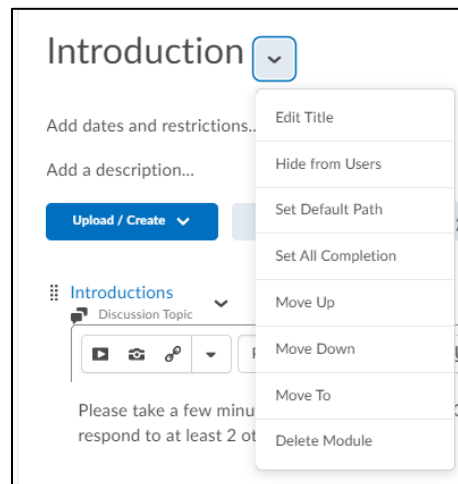 Introduction
Edit Title
Add dates and restrictions..
Hide from Users
Add a description...
Set Default Path
Upload / Create
Set All Completion
Introductions
Move Up
Discussion Topic
Move Down
Move To
Please take a few minu
respond to at least 2 ot
Delete Module